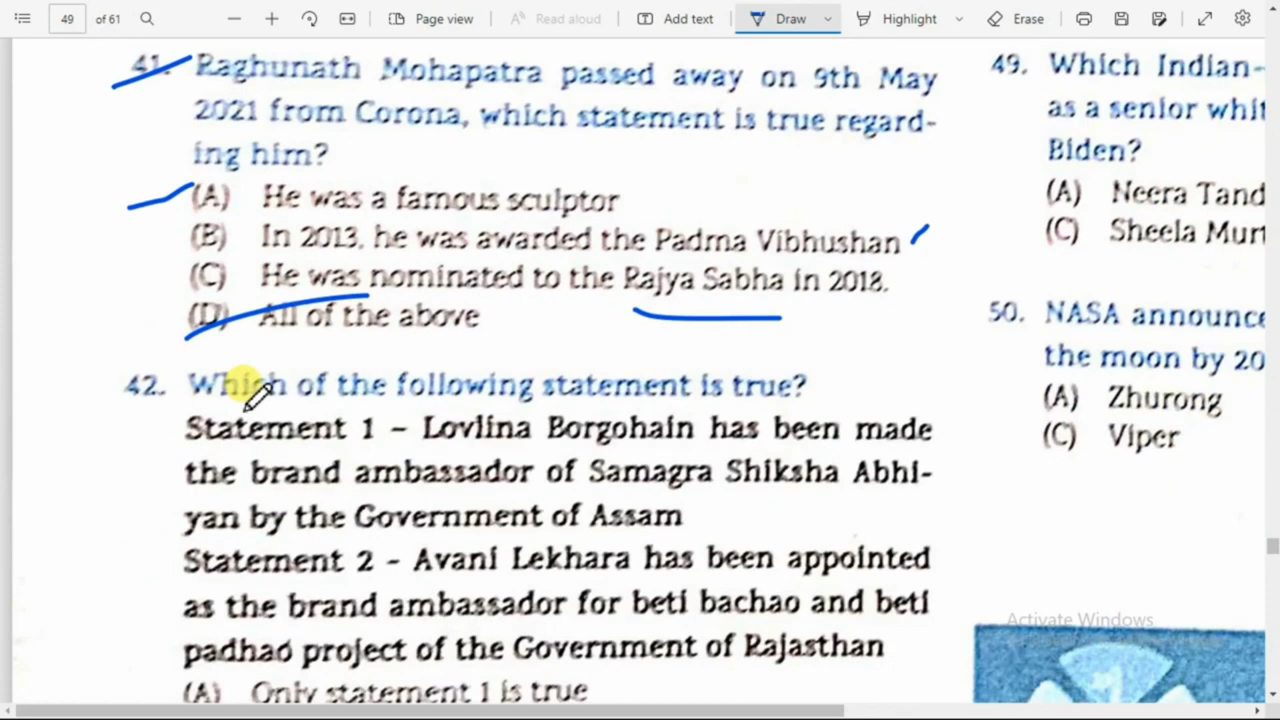 49 of 61
Page view
Read aloud
Add text
Draw
Highlight
Erase
41. Raghunath Mohapatra passed away on 9th May
2021 from Corona, which statement is true regard-
ing him?
(A) He was a famous sculptor
(B) In 2013, he was awarded the Padma Vibhushan
(C) He was nominated to the Rajya Sabha in 2018.
(D) All of the above
42. Which of the following statement is true?
Statement 1 - Lovlina Borgohain has been made
the brand ambassador of Samagra Shiksha Abhi-
yan by the Government of Assam
Statement 2 - Avani Lekhara has been appointed
as the brand ambassador for beti bachao and beti
padhao project of the Government of Rajasthan
(A) Only statement 1 is true
49. Which Indian-
as a senior whit
Biden?
(A) Neera Tand
(C) Sheela Mur
50. NASA announce
the moon by 20
(A) Zhurong
(C) Viper
Activate Windows